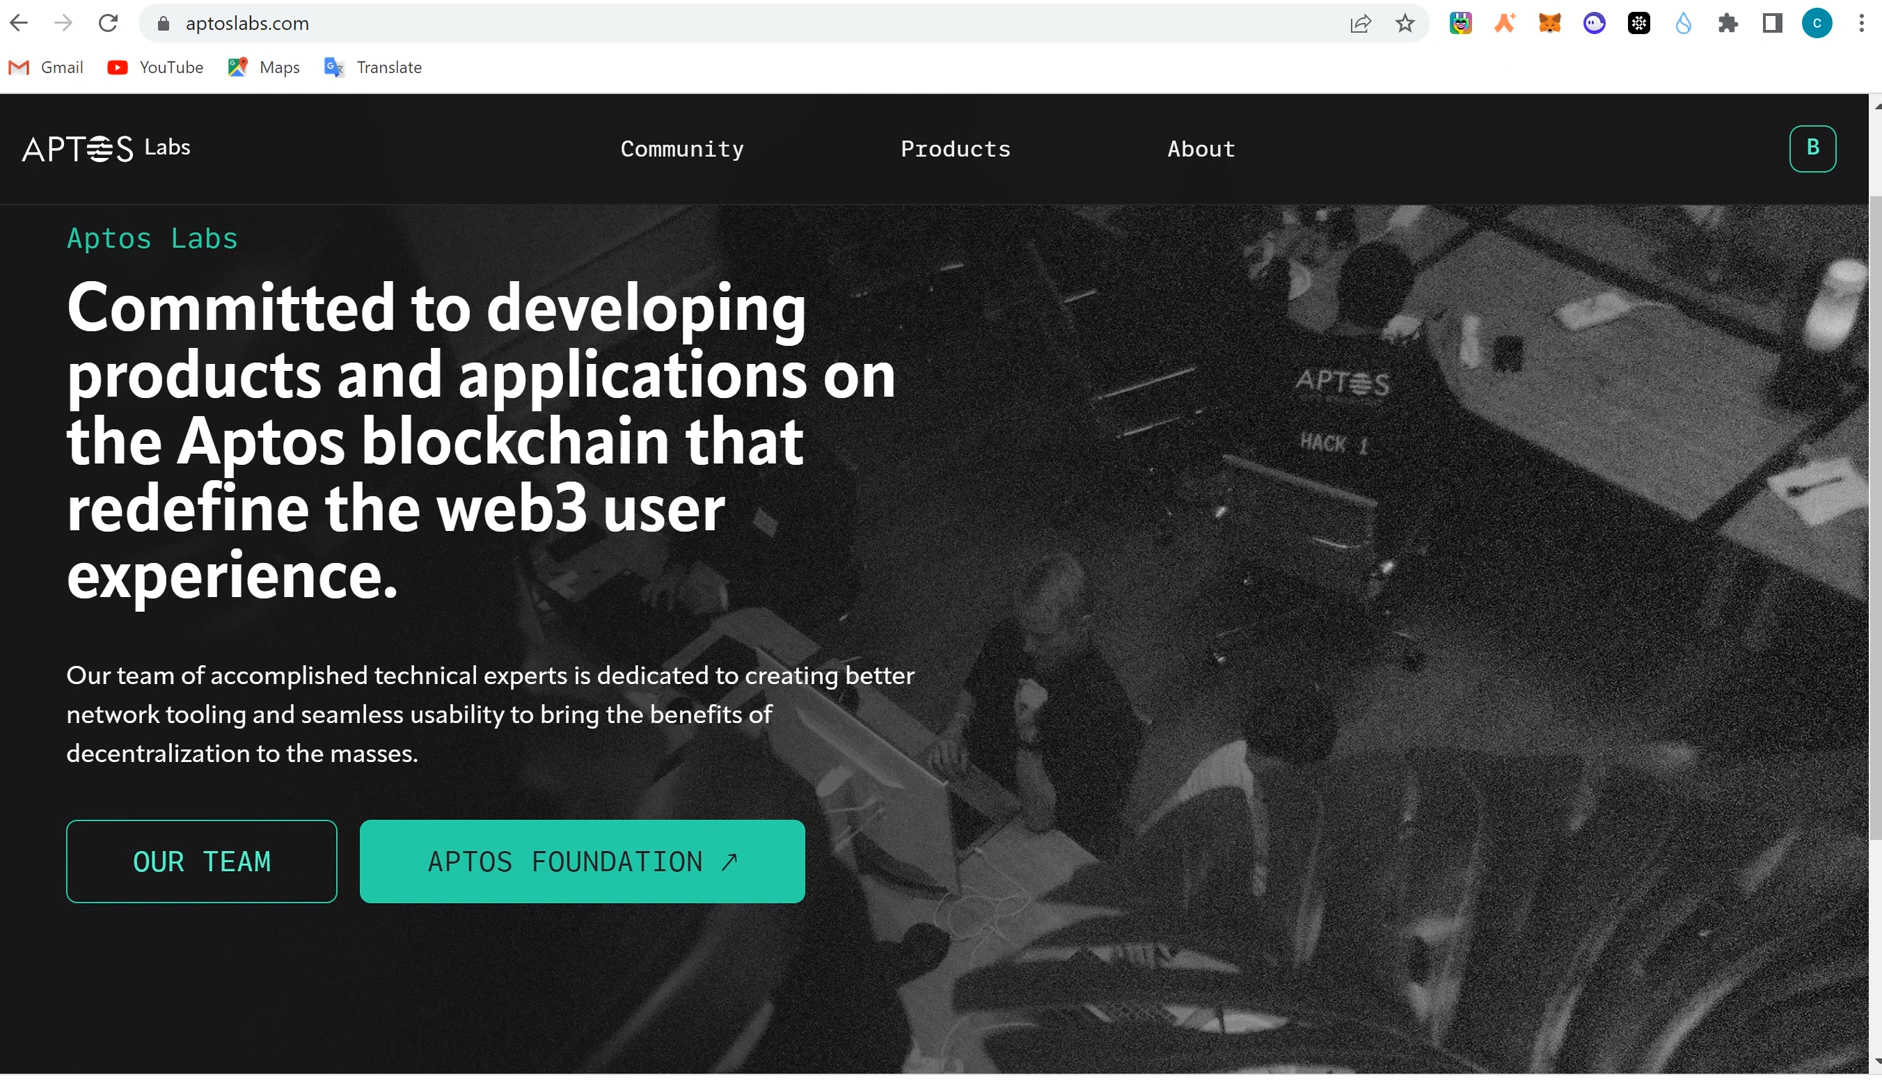 aptoslabs.com
C
Gmail
YouTube
Maps
Translate
APTOS Labs
Community
Products
About
B
Aptos Labs
Committed to developing
products and applications on
the Aptos blockchain that
redefine the web3 user
experience.
APTOS
HACK 1
Our team of accomplished technical experts is dedicated to creating better
network tooling and seamless usability to bring the benefits of
decentralization to the masses.
OUR TEAM
APTOS FOUNDATION ↗